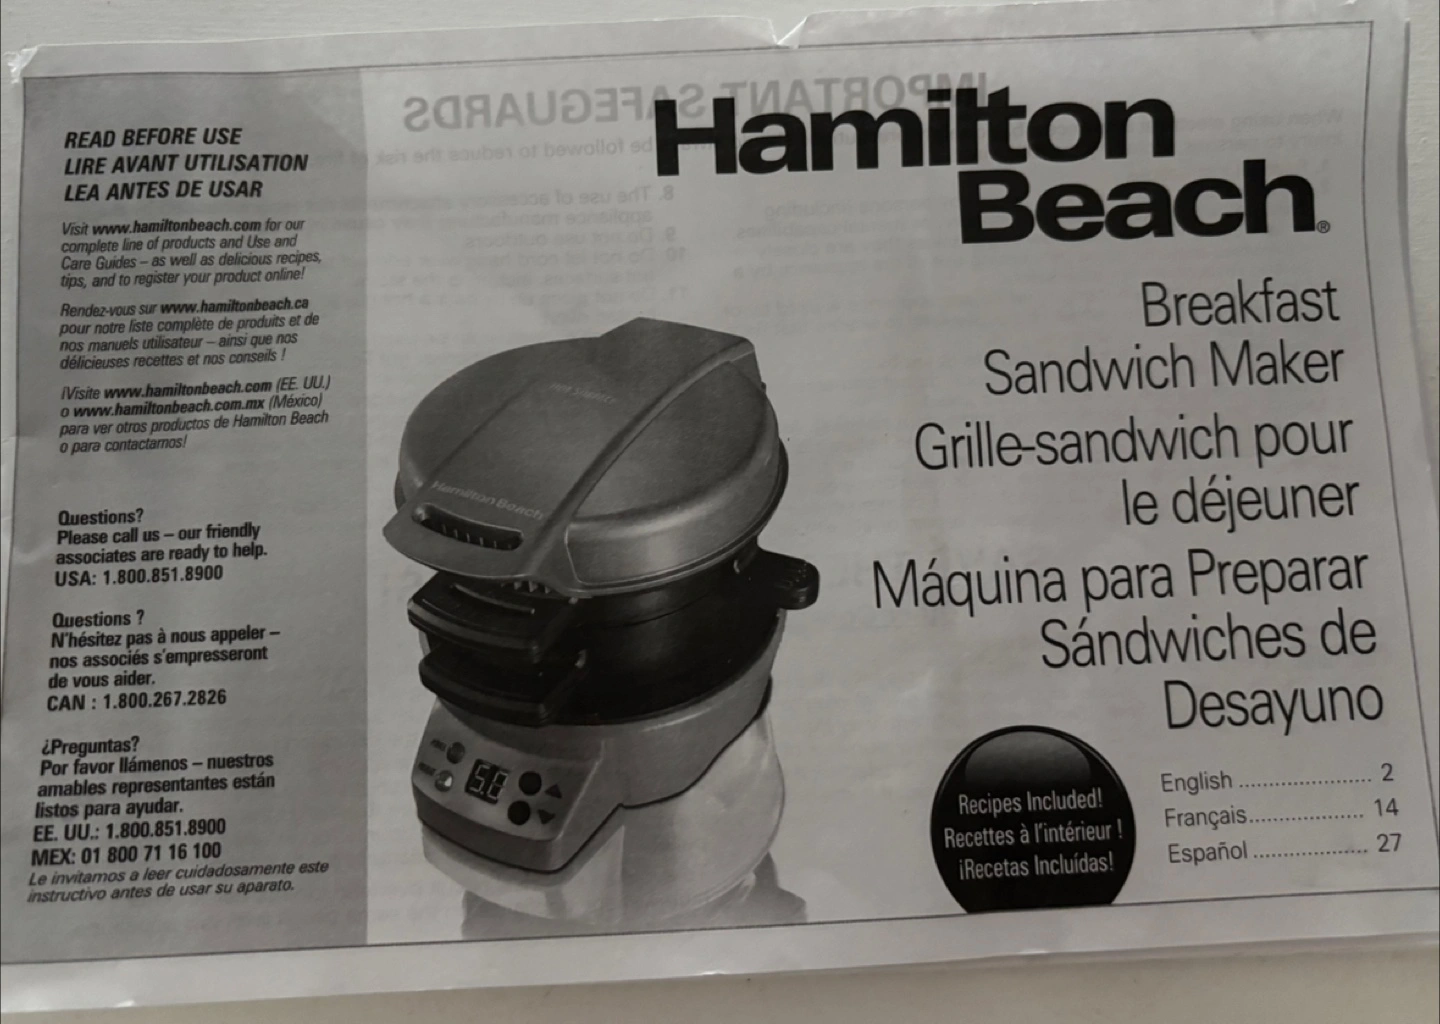 READ BEFORE USE
LIRE AVANT UTILISATION
LEA ANTES DE USAR
Visit www.hamiltonbeach.com for our
complete line of products and Use and
Care Guides – as well as delicious recipes,
tips, and to register your product online!
Rendez-vous sur www.hamiltonbeach.ca
pour notre liste complète de produits et de
nos manuels utilisateur – ainsi que nos
délicieuses recettes et nos conseils !
¡Visite www.hamiltonbeach.com (EE. UU.)
o www.hamiltonbeach.com.mx (México)
para ver otros productos de Hamilton Beach
o para contactarnos!
Questions?
Please call us – our friendly
associates are ready to help.
USA: 1.800.851.8900
Questions ?
N'hésitez pas à nous appeler –
nos associés s'empresseront
de vous aider.
CAN : 1.800.267.2826
¿Preguntas?
Por favor llámenos – nuestros
amables representantes están
listos para ayudar.
EE. UU.: 1.800.851.8900
MEX: 01 800 71 16 100
Le invitamos a leer cuidadosamente este
instructivo antes de usar su aparato.
IMPORTANT SAFEGUARDS
Hamilton
Beach®
Breakfast
Sandwich Maker
Grille-sandwich pour
le déjeuner
Máquina para Preparar
Sándwiches de
Desayuno
Hamilton Beach
5:0
Recipes Included!
Recettes à l'intérieur !
¡Recetas Incluídas!
English ...................... 2
Français................... 14
Español ................... 27